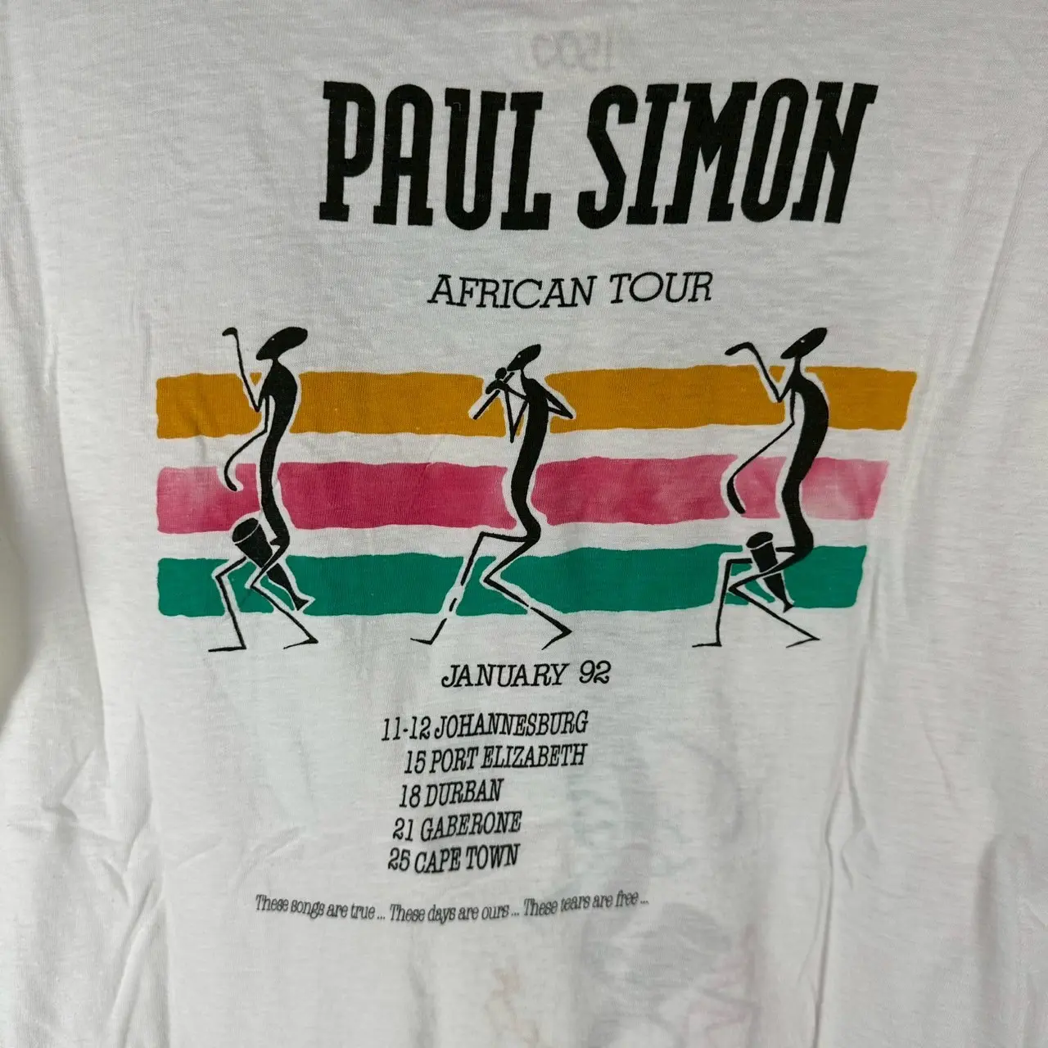 PAUL SIMON
AFRICAN TOUR
JANUARY 92
11-12 JOHANNESBURG
15 PORT ELIZABETH
18 DURBAN
21 GABERONE
25 CAPE TOWN
These songs are true... These days are ours... These tears are free...